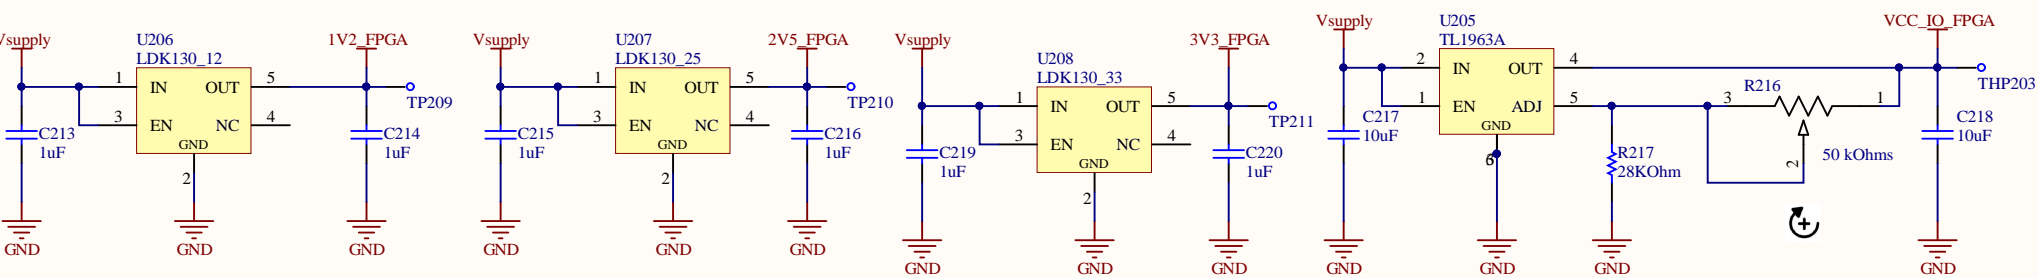 Vsupply
U206
LDK130_12
1V2_FPGA
1
IN
OUT
5
TP209
3
EN
NC
4
C213
1uF
GND
C214
1uF
2
GND
GND
GND
Vsupply
U207
LDK130_25
2V5_FPGA
1
IN
OUT
5
TP210
3
EN
NC
4
C215
1uF
GND
C216
1uF
2
GND
GND
GND
Vsupply
U208
LDK130_33
3V3_FPGA
1
IN
OUT
5
TP211
3
EN
NC
4
C219
1uF
GND
C220
1uF
2
GND
GND
GND
Vsupply
U205
TL1963A
VCC_IO_FPGA
2
IN
OUT
4
THP203
R216
1
EN
ADJ
5
3
1
C217
10uF
GND
C218
10uF
R217
28KOhm
2
50 kOhms
GND
GND
GND
GND